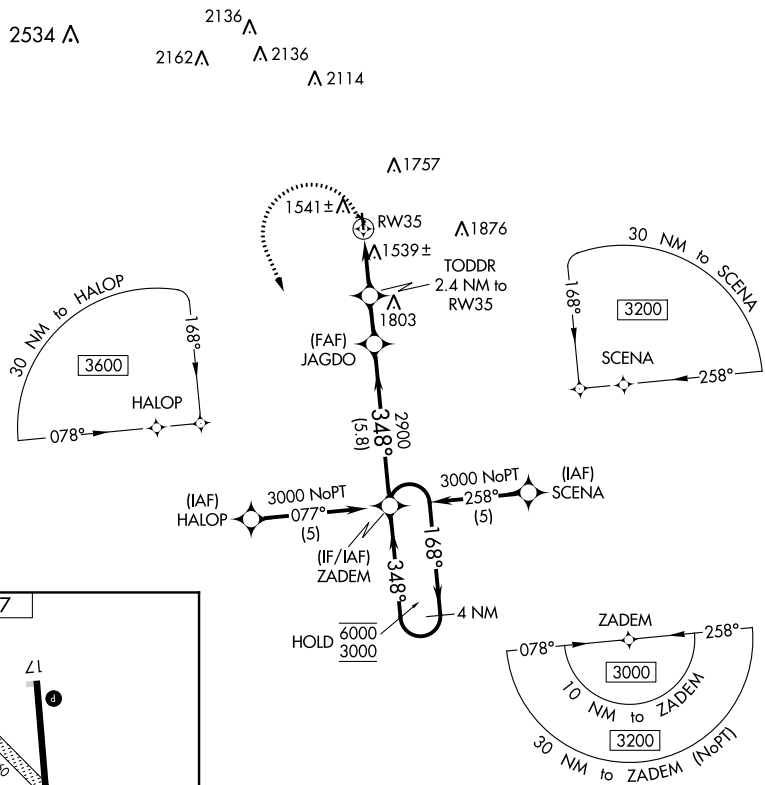 2534
2136
2162
2136
2114
1757
1541±
RW35
1876
1539±
TODDR
2.4 NM to
RW35
1803
(FAF)
JAGDO
30 NM to HALOP
168°
3600
HALOP
078°
30 NM to SCENA
168°
3200
SCENA
258°
2900
348°
(5.8)
(IAF)
HALOP
3000 NoPT
077°
(5)
3000 NoPT
258°
(5)
(IAF)
SCENA
(IF/IAF)
ZADEM
348°
168°
4 NM
HOLD
6000
3000
ZADEM
078°
258°
3000
10 NM to ZADEM
3200
30 NM to ZADEM (NoPT)
7
17
P